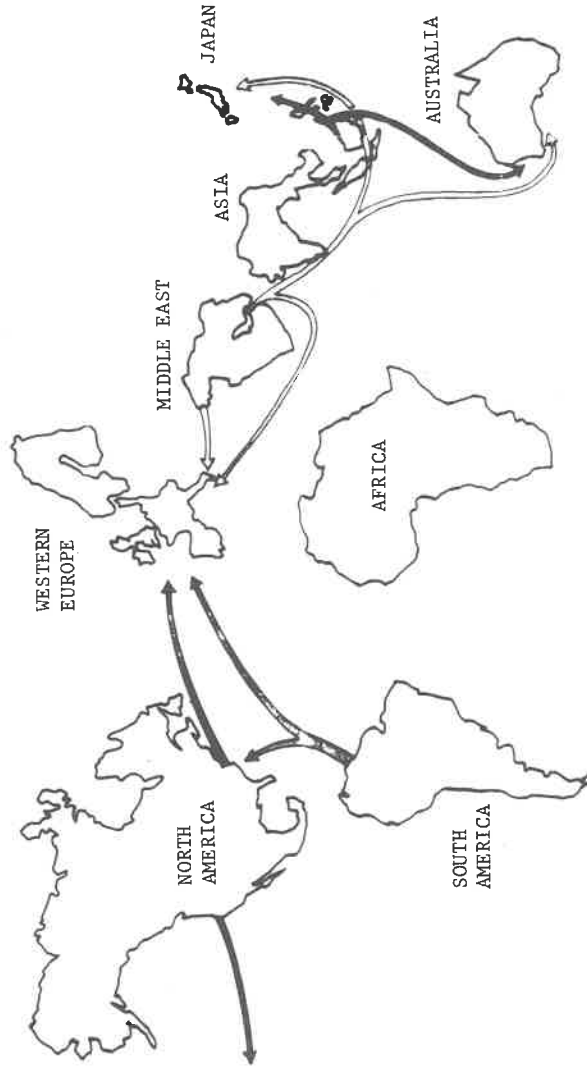 NORTH
AMERICA
SOUTH
AMERICA
WESTERN
EUROPE
AFRICA
MIDDLE EAST
ASIA
JAPAN
AUSTRALIA